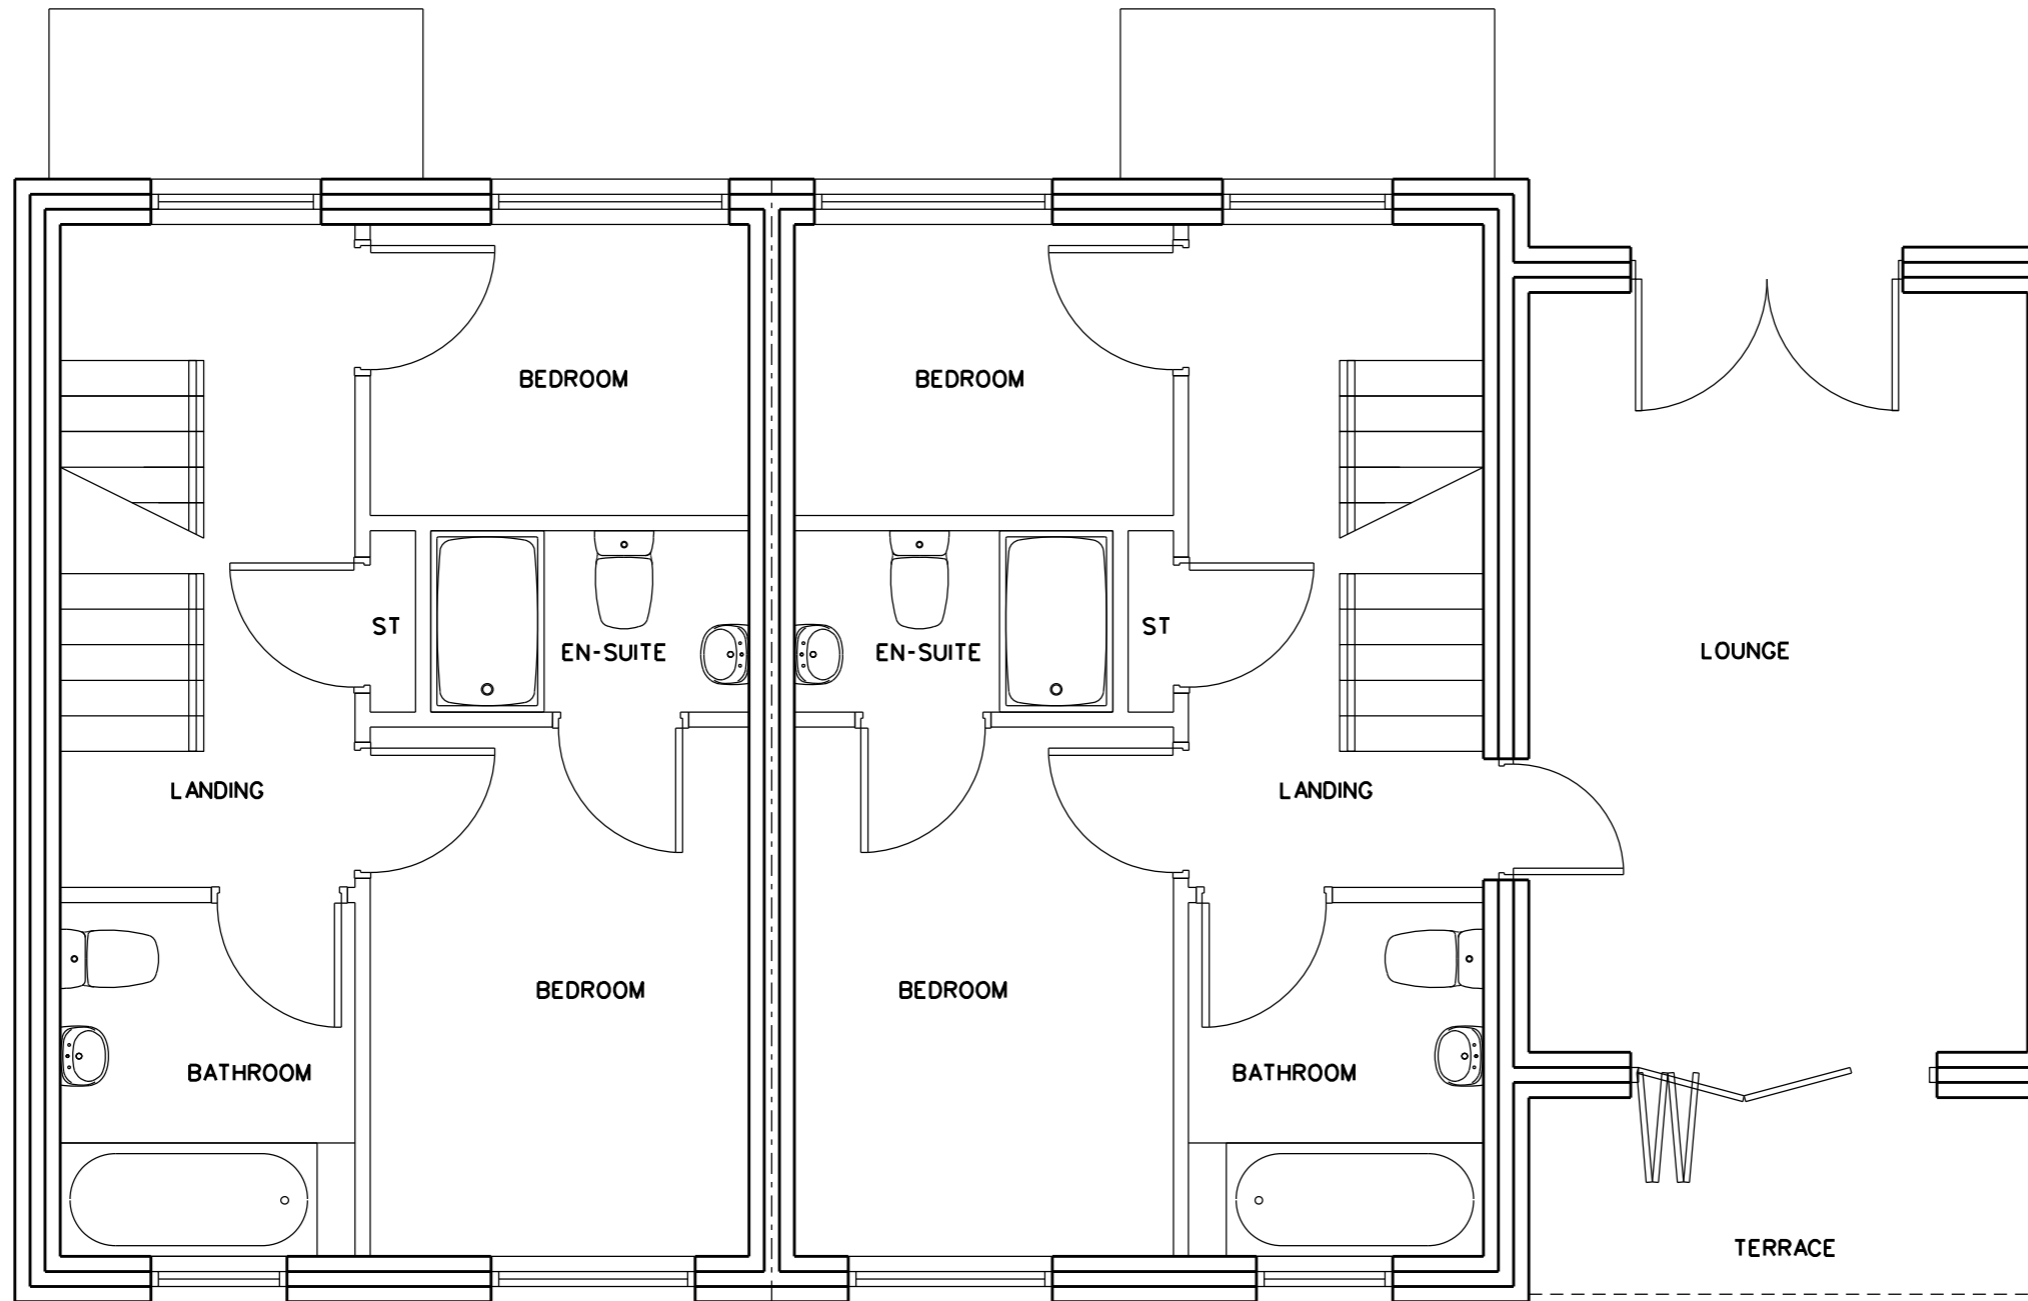 BEDROOM
BEDROOM
ST
EN-SUITE
EN-SUITE
ST
LOUNGE
LANDING
LANDING
BEDROOM
BEDROOM
BATHROOM
BATHROOM
TERRACE